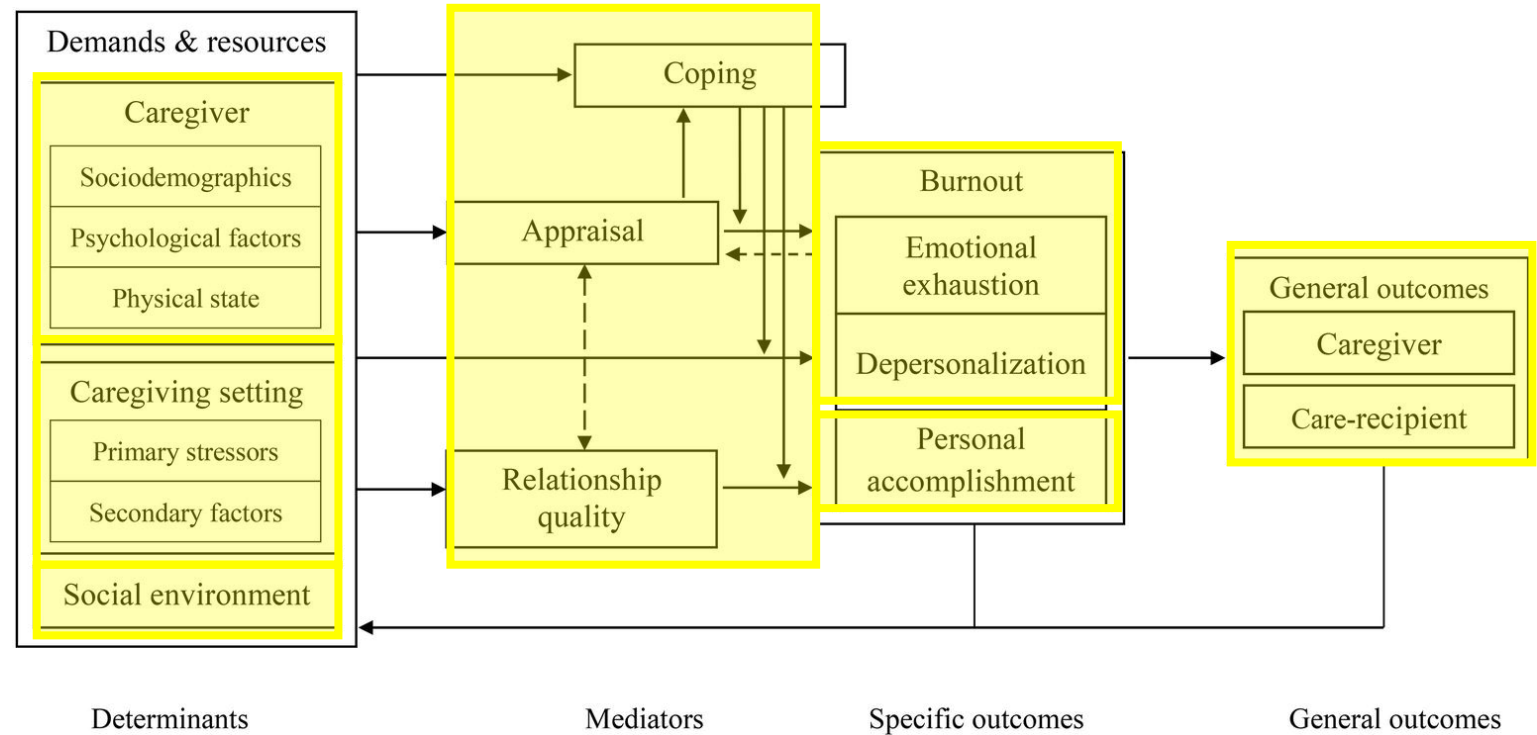 Demands & resources
Caregiver
Sociodemographics
Psychological factors
Physical state
Caregiving setting
Primary stressors
Secondary factors
Social environment
Coping
Appraisal
Relationship
quality
Burnout
Emotional
exhaustion
Depersonalization
Personal
accomplishment
General outcomes
Caregiver
Care-recipient
Determinants
Mediators
Specific outcomes
General outcomes